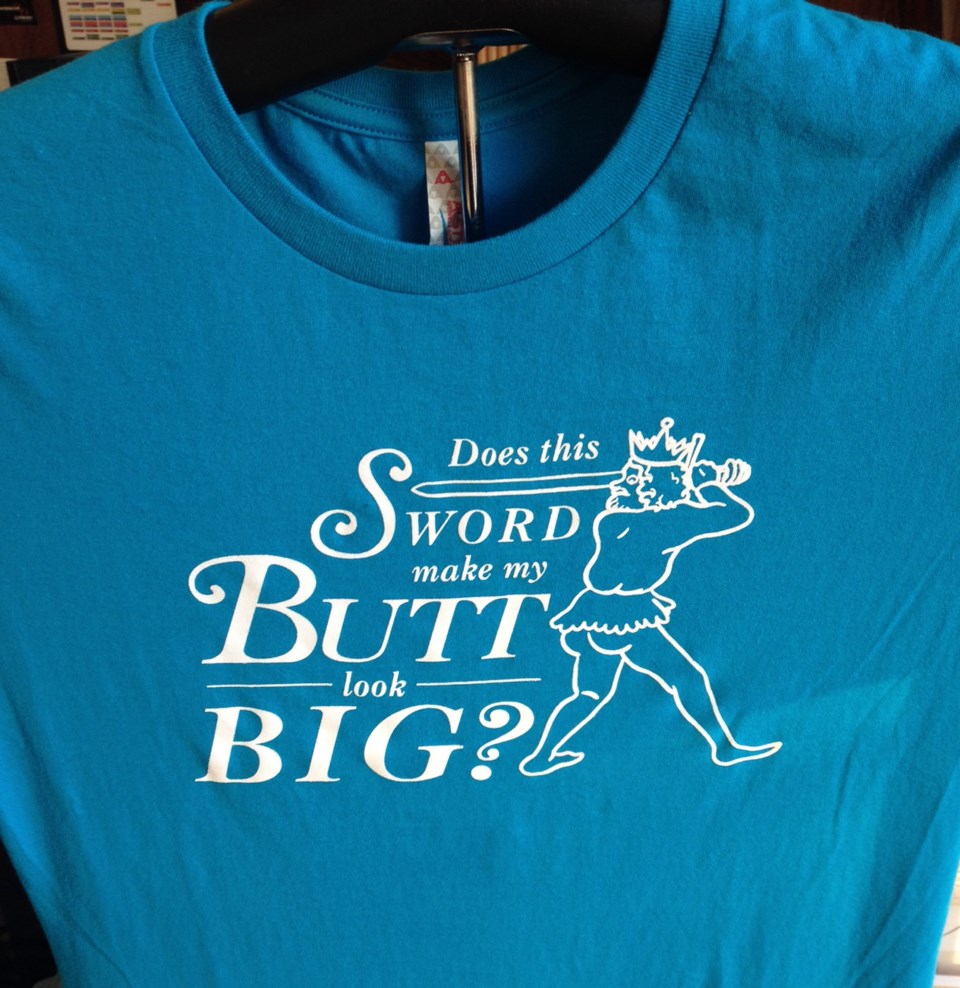 Does this
SWORD
make my
BUTT
look
BIG?